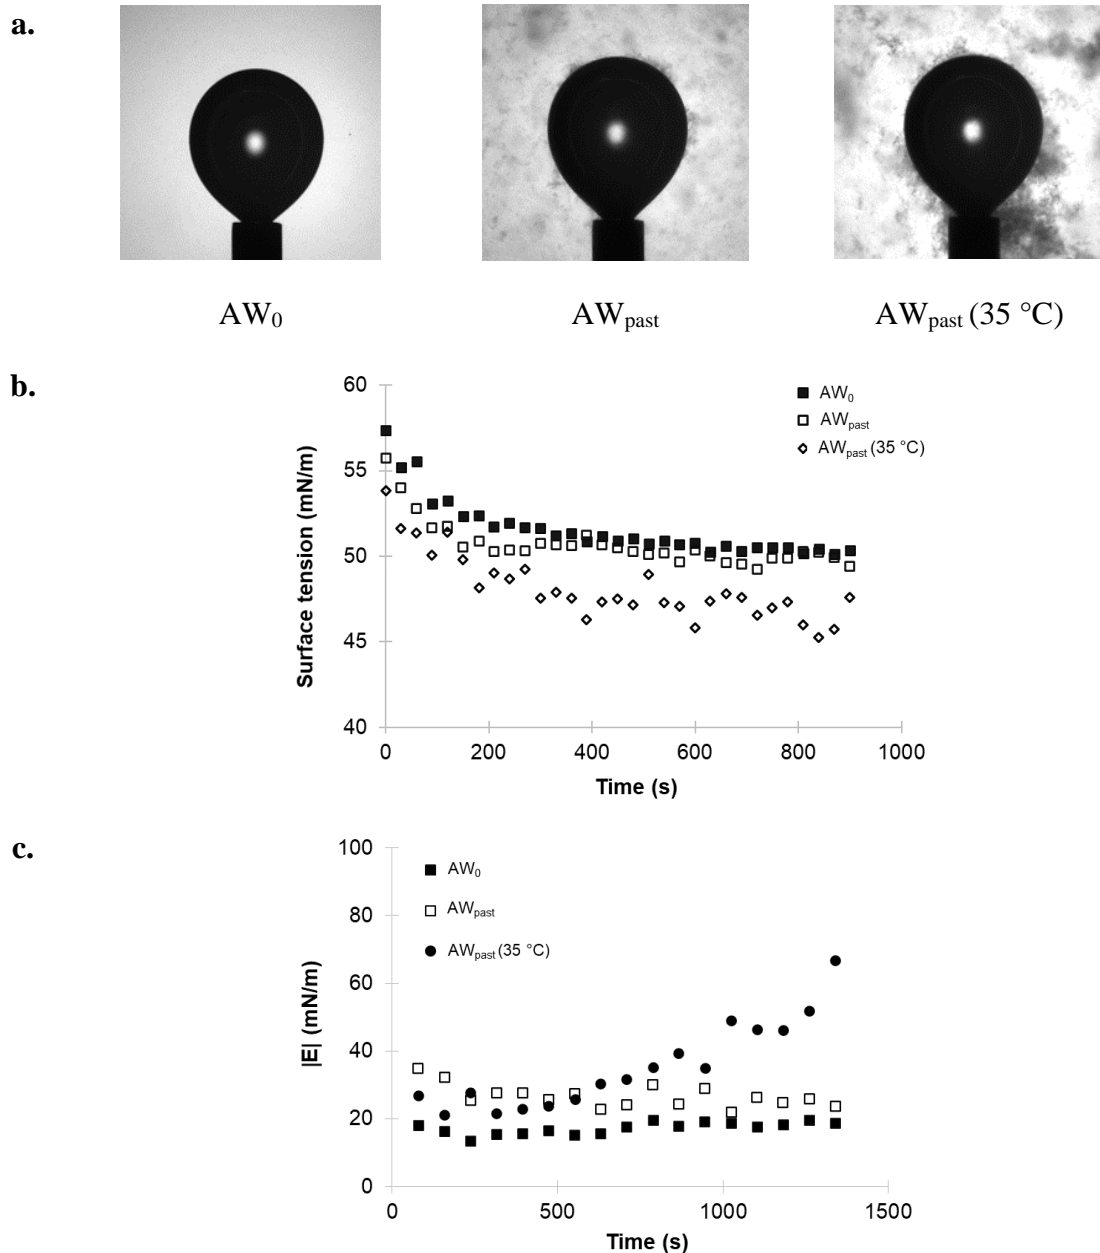 a.
AW₀
AWpast
AWpast (35 °C)
b.
60
55
50
45
40
Surface tension (mN/m)
0
200
400
600
800
1000
Time (s)
AW₀
AWpast
AWpast (35 °C)
c.
100
80
60
40
20
0
|E| (mN/m)
0
500
1000
1500
Time (s)
AW₀
AWpast
AWpast (35 °C)